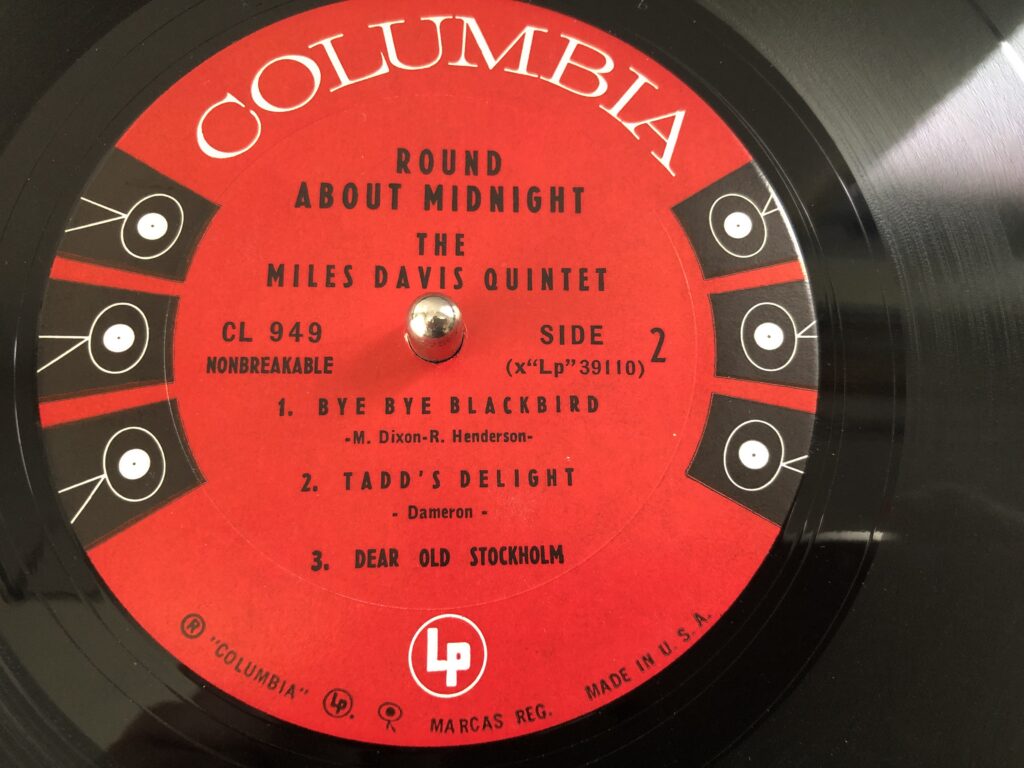 COLUMBIA
ROUND
ABOUT MIDNIGHT
THE
MILES DAVIS QUINTET
CL 949
NONBREAKABLE
SIDE 2
(x“Lp”39110)
1. BYE BYE BLACKBIRD
-M. Dixon-R. Henderson-
2. TADD'S DELIGHT
- Dameron -
3. DEAR OLD STOCKHOLM
Lp
® "COLUMBIA" Lp. MARCAS REG. MADE IN U. S. A.